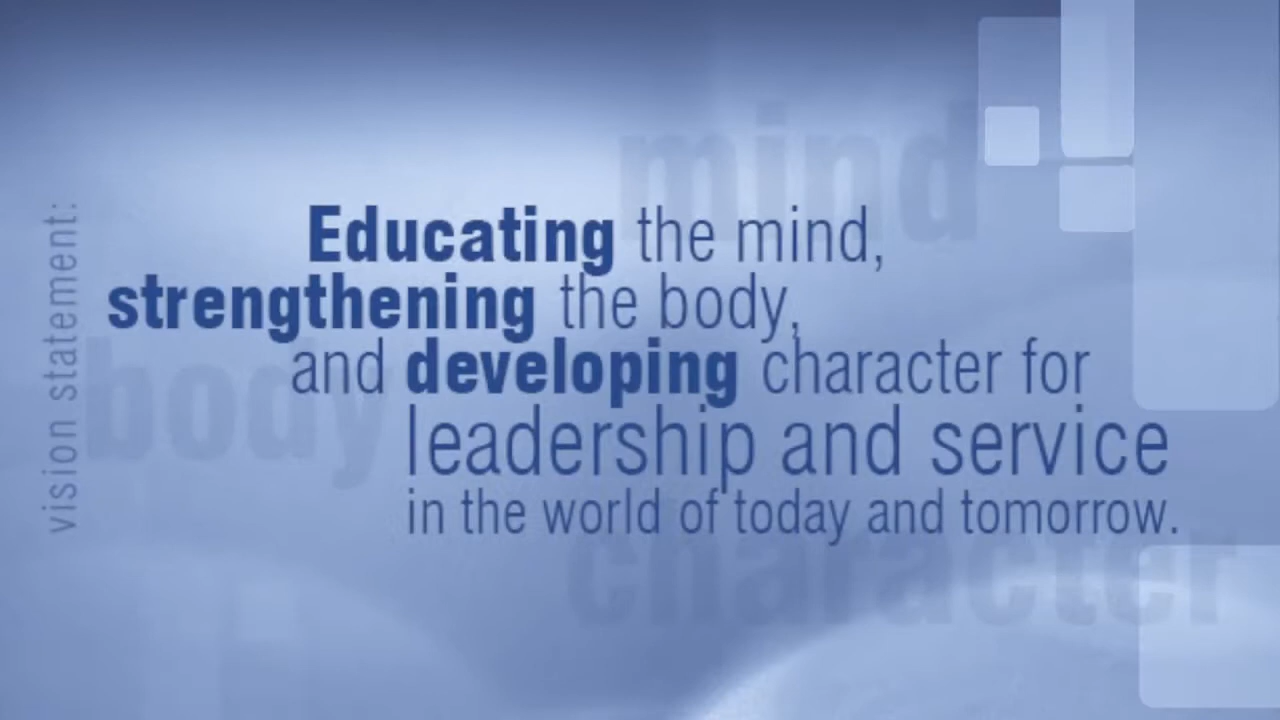 vision statement:
mind
Educating the mind,
strengthening the body,
and developing character for
body
leadership and service
in the world of today and tomorrow.
character